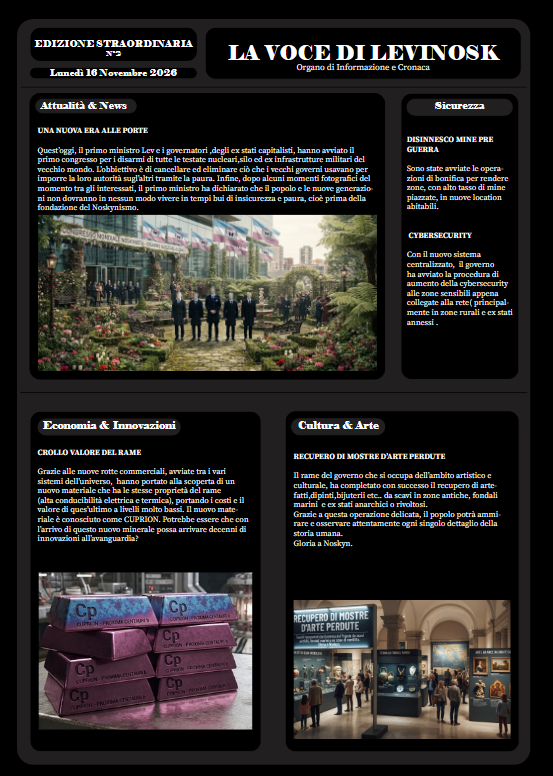 EDIZIONE STRAORDINARIA
N°2
Lunedì 16 Novembre 2026
LA VOCE DI LEVINOSK
Organo di Informazione e Cronaca
Attualità & News
UNA NUOVA ERA ALLE PORTE
Quest'oggi, il primo ministro Lev e i governatori ,degli ex stati capitalisti, hanno avviato il
primo congresso per i disarmi di tutte le testate nucleari,silo ed ex infrastrutture militari del
vecchio mondo. L'obbiettivo è di cancellare ed eliminare ciò che i vecchi governi usavano per
imporre la loro autorità sugl'altri tramite la paura. Infine, dopo alcuni momenti fotografici del
momento tra gli interessati, il primo ministro ha dichiarato che il popolo e le nuove generazio-
ni non dovranno in nessun modo vivere in tempi bui di insicurezza e paura, cioè prima della
fondazione del Noskynismo.
Sicurezza
DISINNESCO MINE PRE
GUERRA
Sono state avviate le opera-
zioni di bonifica per rendere
zone, con alto tasso di mine
piazzate, in nuove location
abitabili.
CYBERSECURITY
Con il nuovo sistema
centralizzato, il governo
ha avviato la procedura di
aumento della cybersecurity
alle zone sensibili appena
collegate alla rete( principal-
mente in zone rurali e ex stati
annessi .
Economia & Innovazioni
CROLLO VALORE DEL RAME
Grazie alle nuove rotte commerciali, avviate tra i vari
sistemi dell'universo, hanno portato alla scoperta di un
nuovo materiale che ha le stesse proprietà del rame
(alta conducibilità elettrica e termica), portando i costi e il
valore di ques'ultimo a livelli molto bassi. Il nuovo mate-
riale è conosciuto come CUPRION. Potrebbe essere che con
l'arrivo di questo nuovo minerale possa arrivare decenni di
innovazioni all'avanguardia?
Cp
Cp
CUPRION - PROXIMA CENTAURI B
Cp
Cp
Cp
Cp
Cp
Cp
Cultura & Arte
RECUPERO DI MOSTRE D'ARTE PERDUTE
Il rame del governo che si occupa dell'ambito artistico e
culturale, ha completato con successo il recupero di arte-
fatti,dipinti,bijuterii etc.. da scavi in zone antiche, fondali
marini e ex stati anarchici o rivoltosi.
Grazie a questa operazione delicata, il popolo potrà ammi-
rare e osservare attentamente ogni singolo dettaglio della
storia umana.
Gloria a Noskyn.
RECUPERO DI MOSTRE
D'ARTE PERDUTE